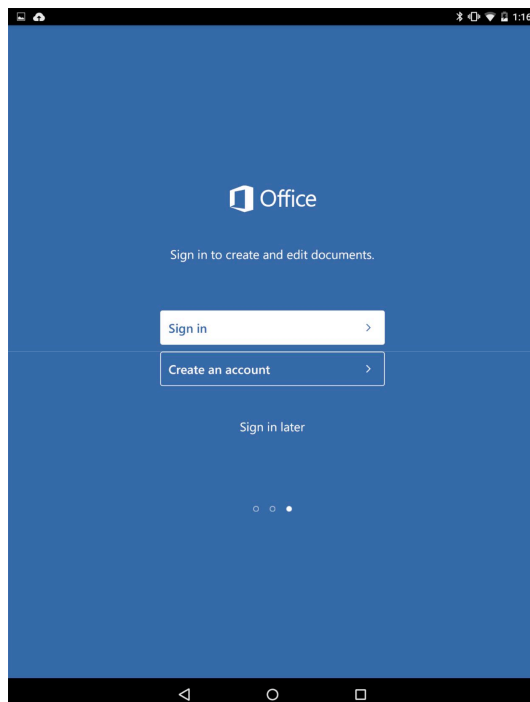 1:16
Office
Sign in to create and edit documents.
Sign in
Create an account
Sign in later